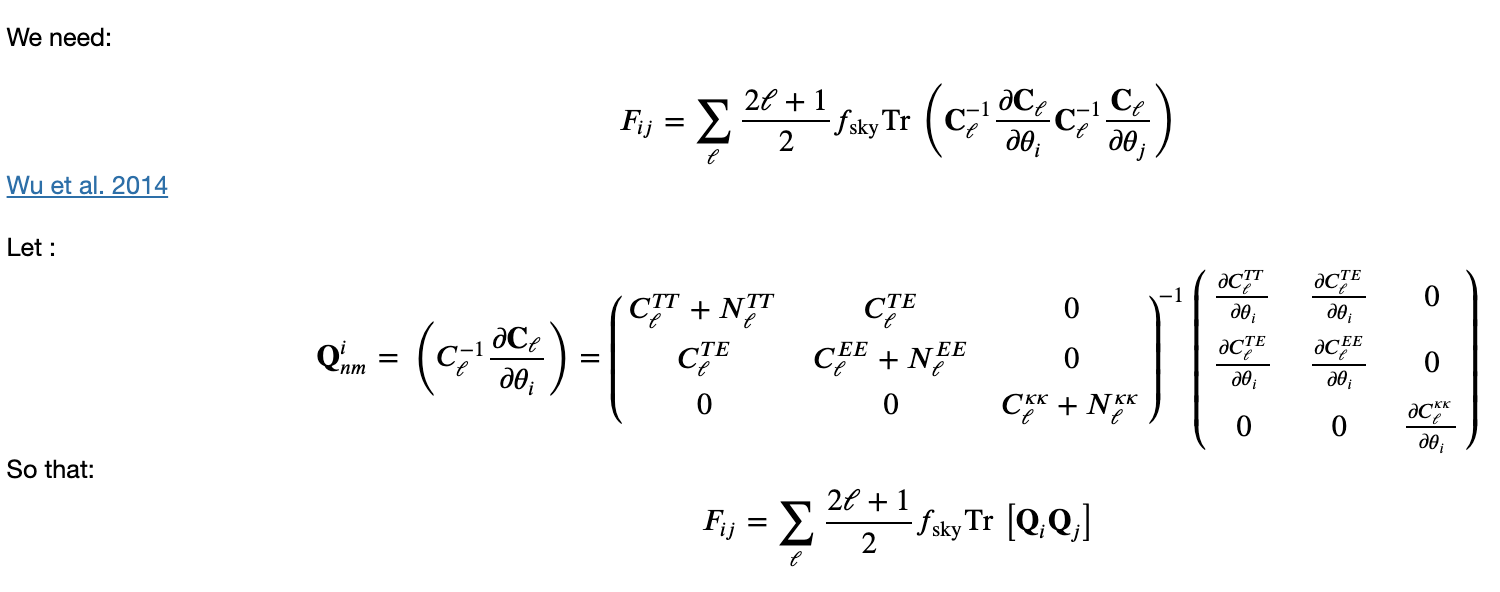 We need:
$F_{ij} = \sum_{\ell} \frac{2\ell + 1}{2} f_{\text{sky}} \text{Tr} \left( \mathbf{C}_{\ell}^{-1} \frac{\partial \mathbf{C}_{\ell}}{\partial \theta_i} \mathbf{C}_{\ell}^{-1} \frac{\mathbf{C}_{\ell}}{\partial \theta_j} \right)$
Wu et al. 2014
Let :
$\mathbf{Q}^{i}_{nm} = \left( C_{\ell}^{-1} \frac{\partial \mathbf{C}_{\ell}}{\partial \theta_i} \right) = \begin{pmatrix} C_{\ell}^{TT} + N_{\ell}^{TT} & C_{\ell}^{TE} & 0 \\ C_{\ell}^{TE} & C_{\ell}^{EE} + N_{\ell}^{EE} & 0 \\ 0 & 0 & C_{\ell}^{\kappa\kappa} + N_{\ell}^{\kappa\kappa} \end{pmatrix}^{-1} \begin{pmatrix} \frac{\partial C_{\ell}^{TT}}{\partial \theta_i} & \frac{\partial C_{\ell}^{TE}}{\partial \theta_i} & 0 \\ \frac{\partial C_{\ell}^{TE}}{\partial \theta_i} & \frac{\partial C_{\ell}^{EE}}{\partial \theta_i} & 0 \\ 0 & 0 & \frac{\partial C_{\ell}^{\kappa\kappa}}{\partial \theta_i} \end{pmatrix}$
So that:
$F_{ij} = \sum_{\ell} \frac{2\ell + 1}{2} f_{\text{sky}} \text{Tr} \left[ \mathbf{Q}_i \mathbf{Q}_j \right]$